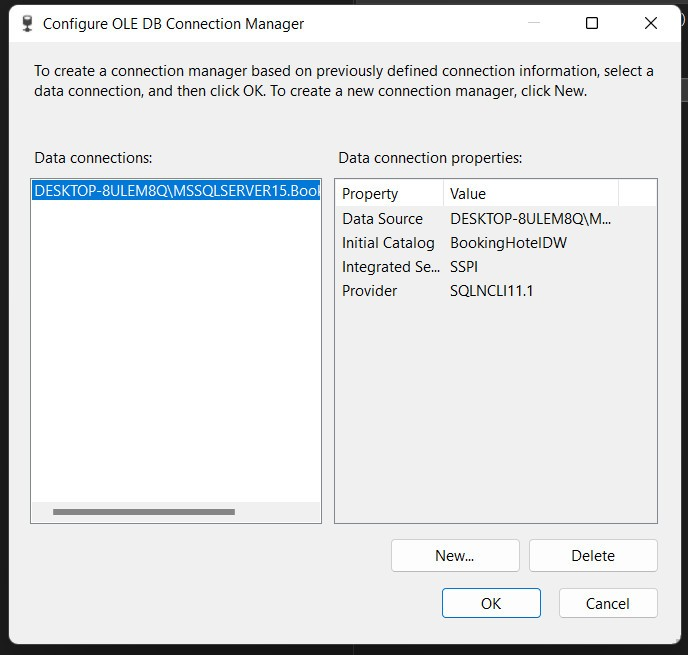 Configure OLE DB Connection Manager
To create a connection manager based on previously defined connection information, select a
data connection, and then click OK. To create a new connection manager, click New.
Data connections:
DESKTOP-8ULEM8Q\MSSQLSERVER15.Book
Data connection properties:
Property Value
Data Source DESKTOP-8ULEM8Q\M...
Initial Catalog BookingHotelDW
Integrated Se... SSPI
Provider SQLNCLI11.1
New... Delete
OK Cancel